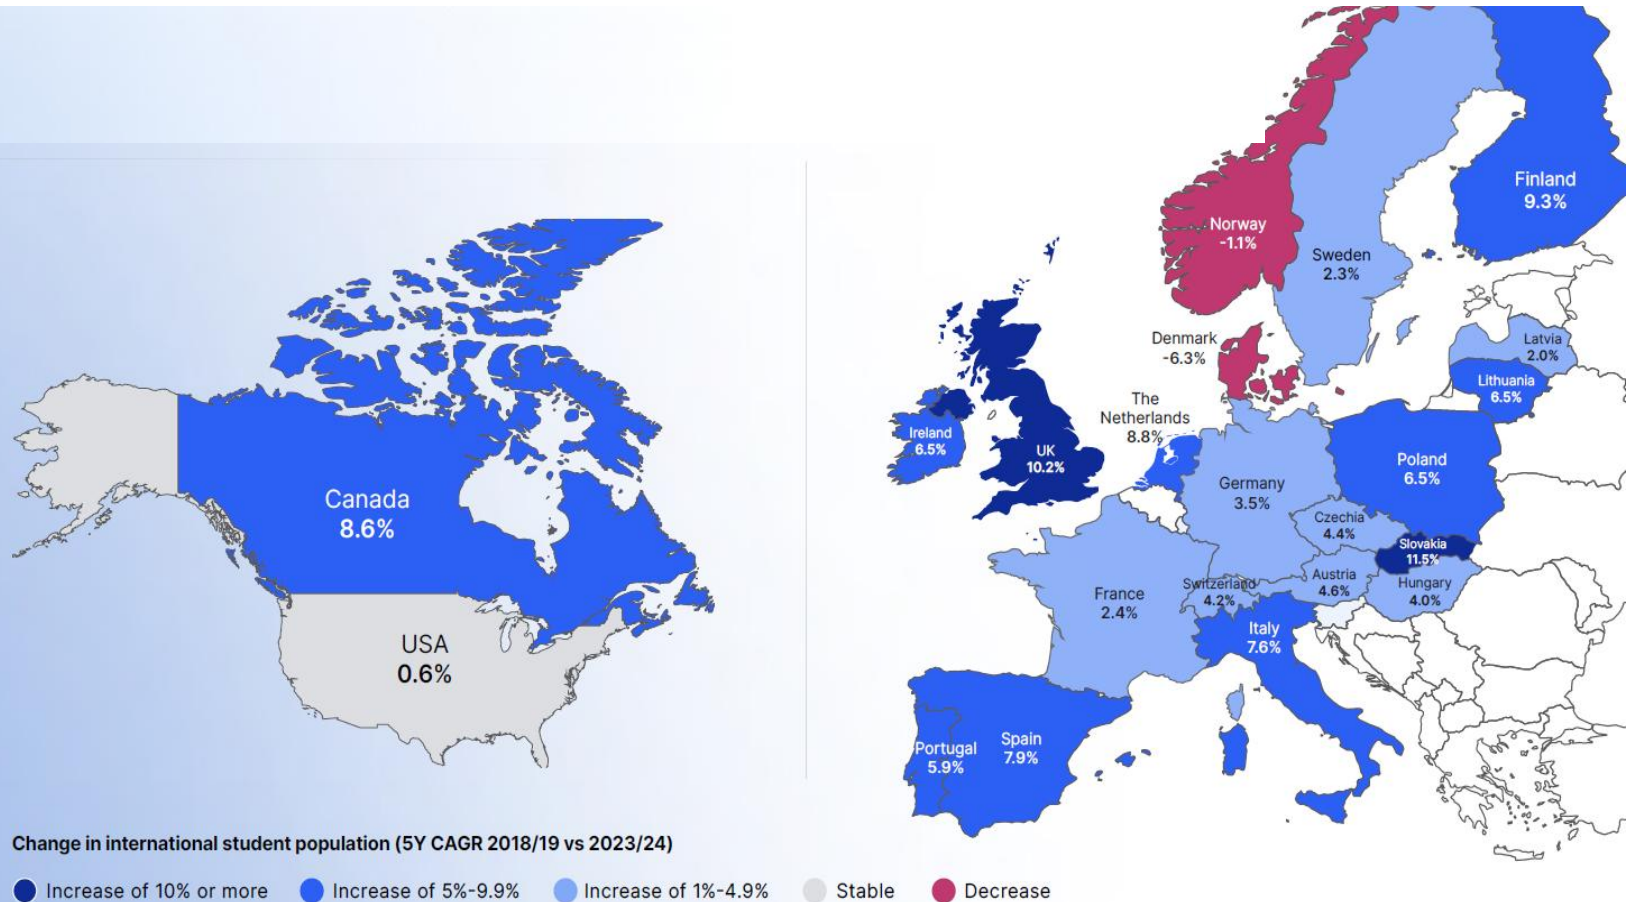 Canada
8.6%
USA
0.6%
Finland
9.3%
Norway
-1.1%
Sweden
2.3%
Denmark
-6.3%
Latvia
2.0%
Lithuania
6.5%
The
Netherlands
8.8%
Ireland
6.5%
UK
10.2%
Poland
6.5%
Germany
3.5%
Czechia
4.4%
Slovakia
11.5%
Austria
4.6%
Hungary
4.0%
Switzerland
4.2%
France
2.4%
Italy
7.6%
Portugal
5.9%
Spain
7.9%
Change in international student population (5Y CAGR 2018/19 vs 2023/24)
Increase of 10% or more
Increase of 5%-9.9%
Increase of 1%-4.9%
Stable
Decrease